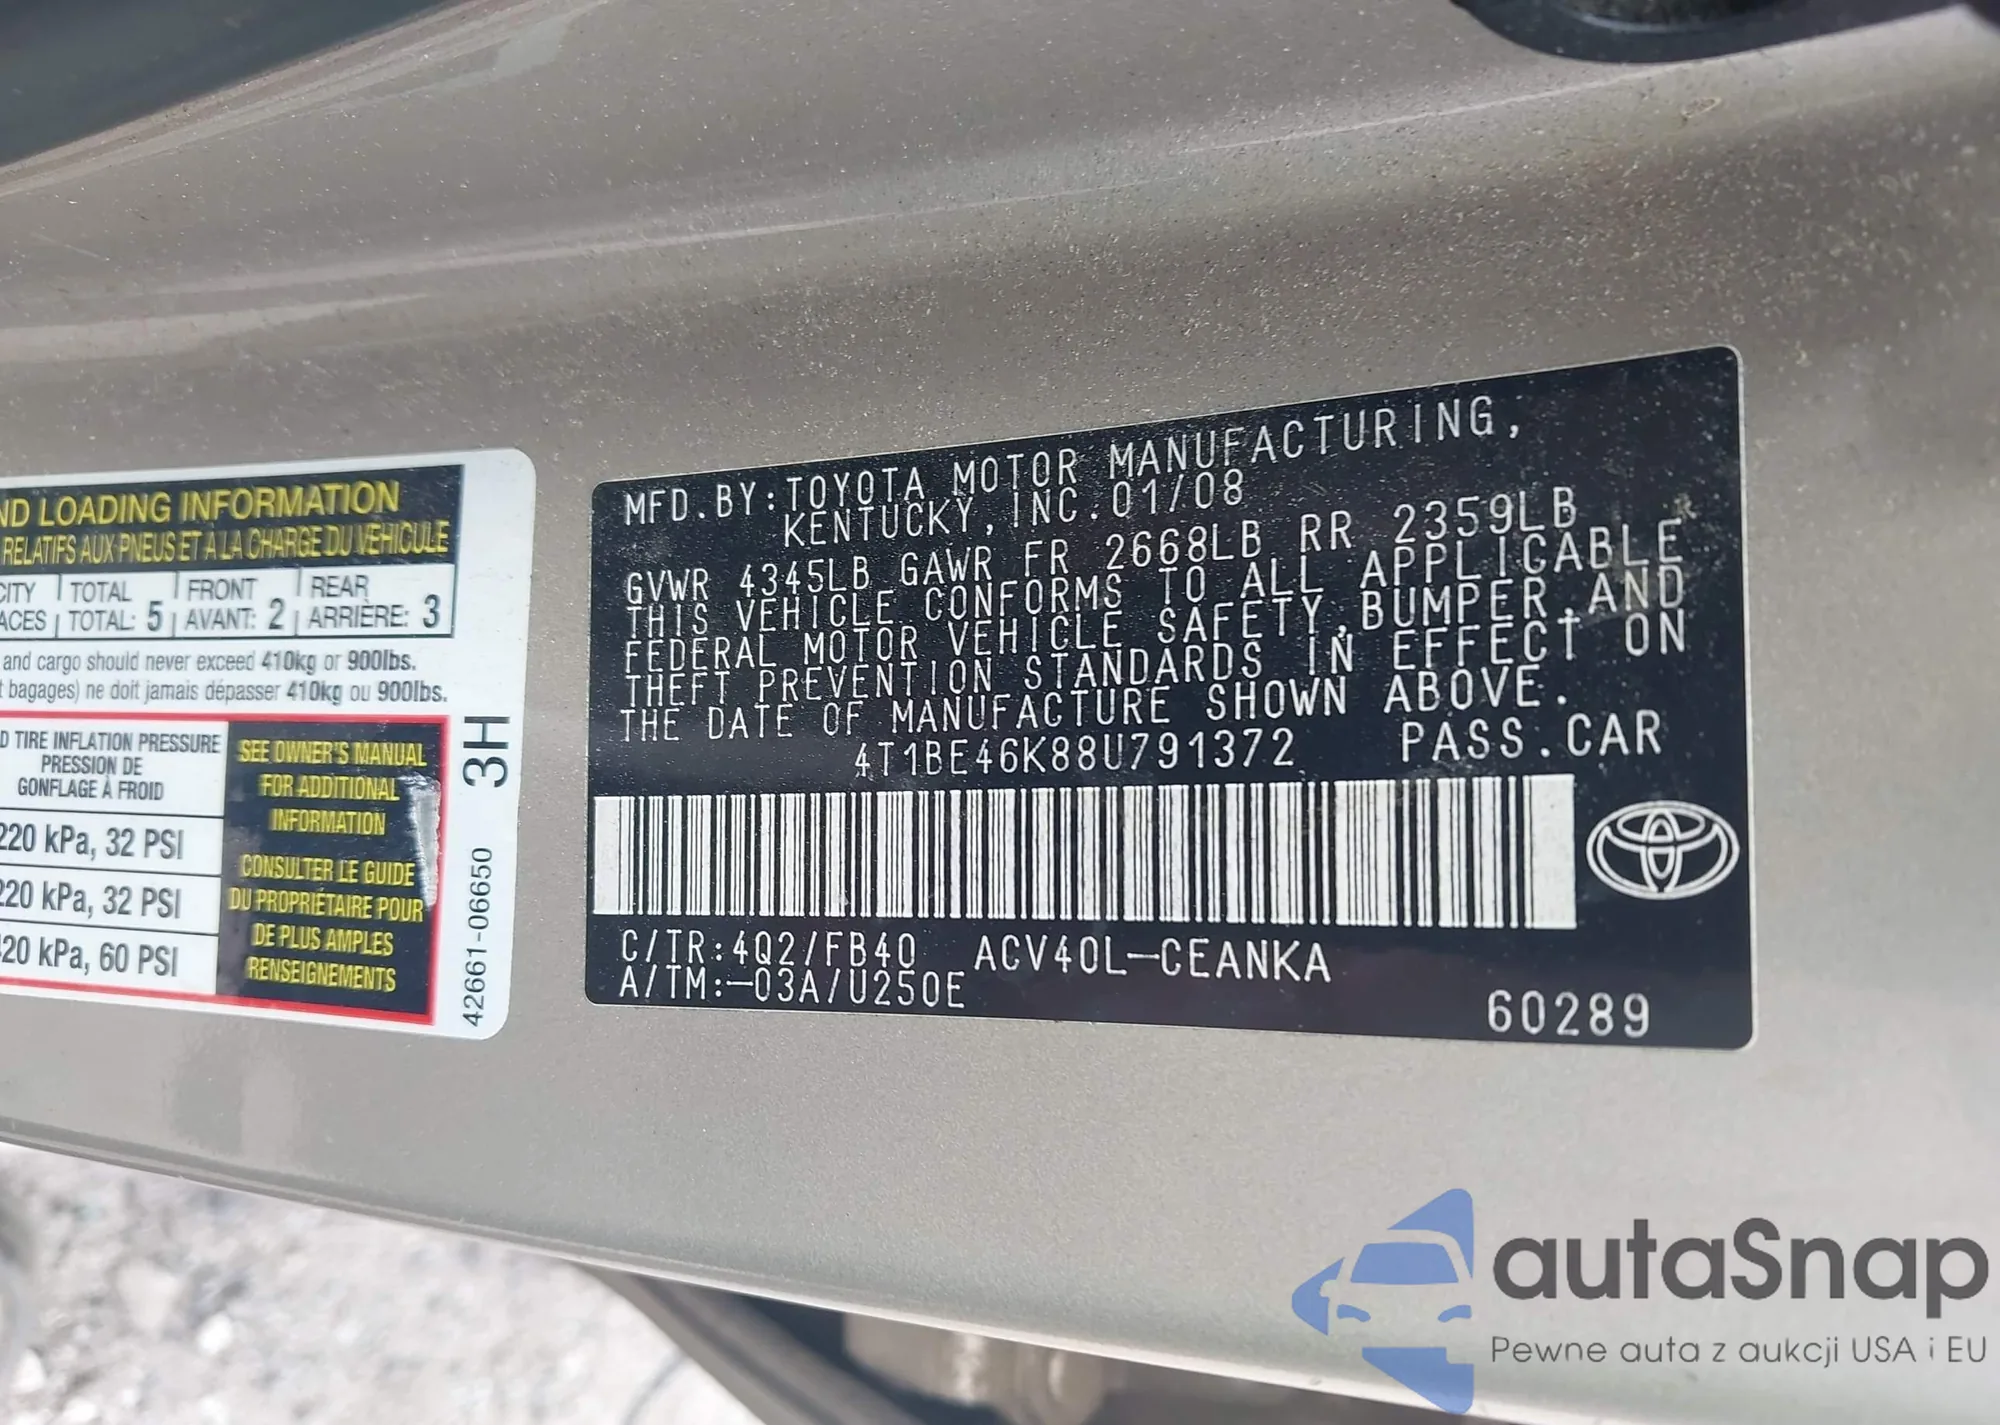 ND LOADING INFORMATION
RELATIFS AUX PNEUS ET À LA CHARGE DU VÉHICULE
CITY TOTAL FRONT REAR
ACES TOTAL: 5 AVANT: 2 ARRIÈRE: 3
and cargo should never exceed 410kg or 900lbs.
t bagages) ne doit jamais dépasser 410kg ou 900lbs.
D TIRE INFLATION PRESSURE
PRESSION DE
GONFLAGE À FROID
220 kPa, 32 PSI
220 kPa, 32 PSI
420 kPa, 60 PSI
SEE OWNER'S MANUAL
FOR ADDITIONAL
INFORMATION
CONSULTER LE GUIDE
DU PROPRIÉTAIRE POUR
DE PLUS AMPLES
RENSEIGNEMENTS
3H
42661-06650
MFD.BY:TOYOTA MOTOR MANUFACTURING,
KENTUCKY,INC.01/08
GVWR 4345LB GAWR FR 2668LB RR 2359LB
THIS VEHICLE CONFORMS TO ALL APPLICABLE
FEDERAL MOTOR VEHICLE SAFETY,BUMPER,AND
THEFT PREVENTION STANDARDS IN EFFECT ON
THE DATE OF MANUFACTURE SHOWN ABOVE.
4T1BE46K88U791372 PASS.CAR
C/TR:4Q2/FB40 ACV40L-CEANKA
A/TM:-03A/U250E
60289
autaSnap
Pewne auta z aukcji USA i EU